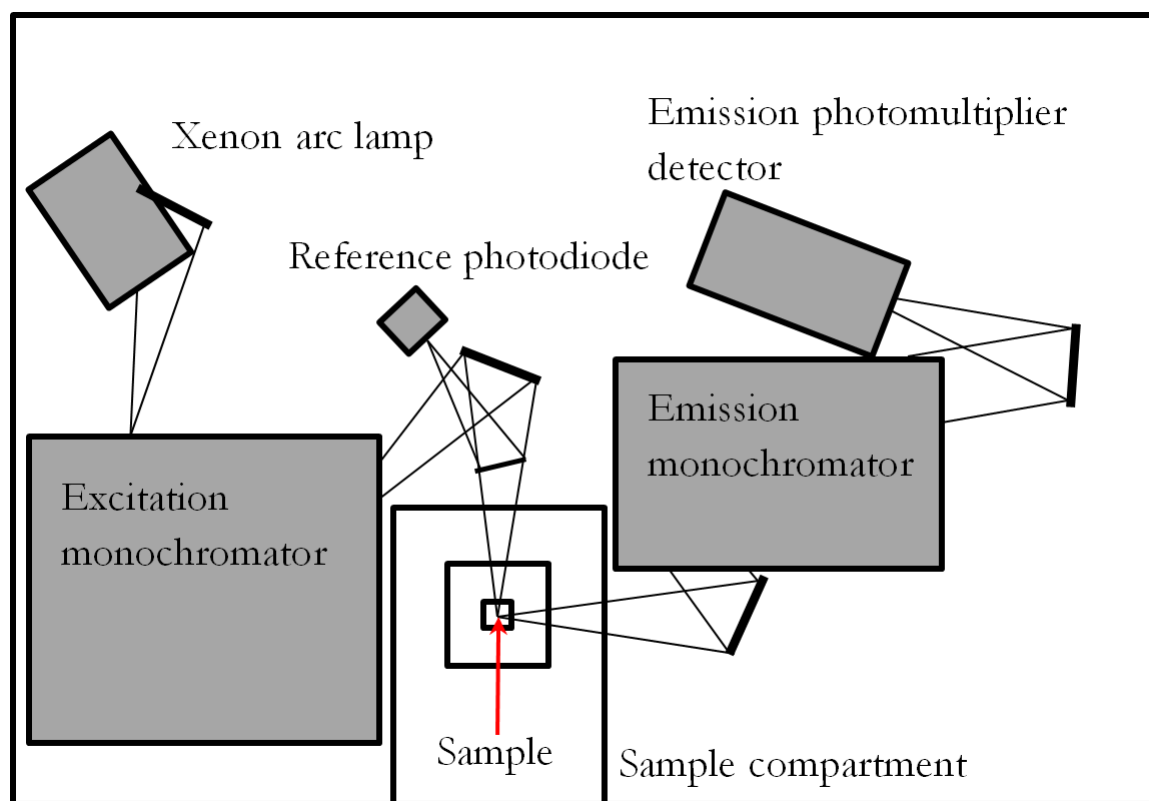 Xenon arc lamp
Emission photomultiplier
detector
Reference photodiode
Excitation
monochromator
Emission
monochromator
Sample
Sample compartment